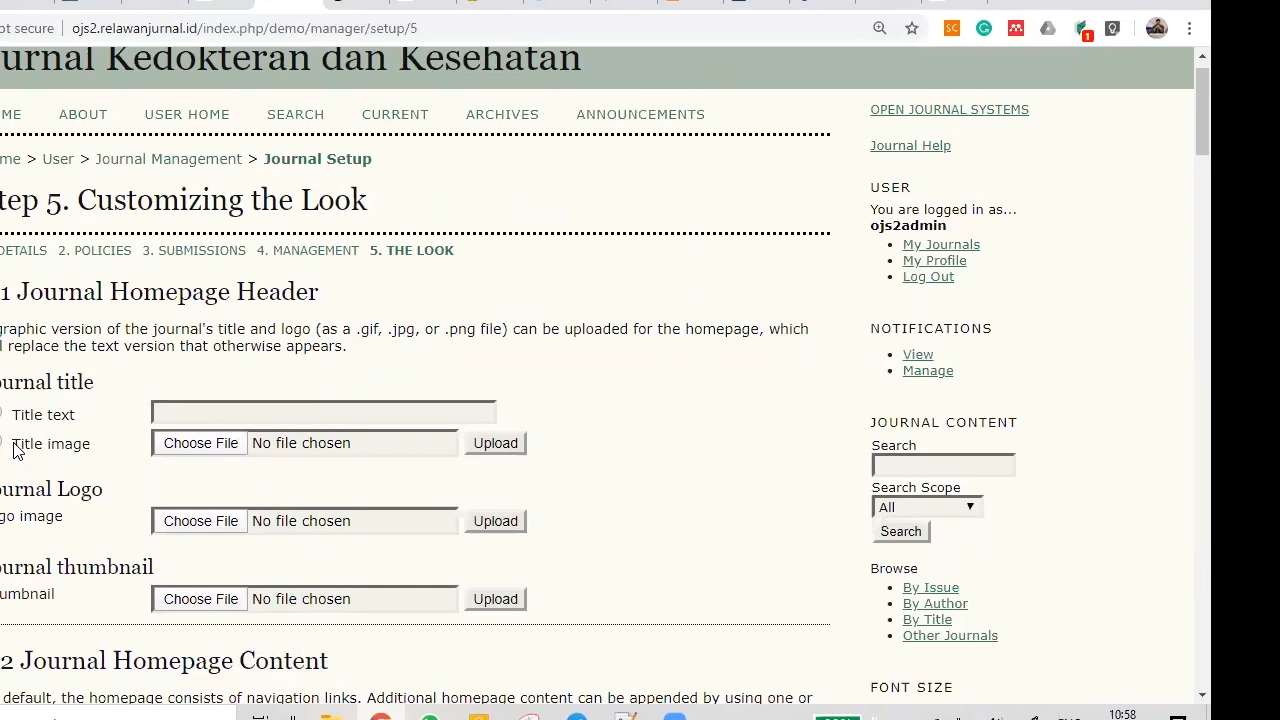 ot secure ojs2.relawanjurnal.id/index.php/demo/manager/setup/5
urnal Kedokteran dan Kesehatan
ME ABOUT USER HOME SEARCH CURRENT ARCHIVES ANNOUNCEMENTS
me > User > Journal Management > Journal Setup
tep 5. Customizing the Look
DETAILS 2. POLICIES 3. SUBMISSIONS 4. MANAGEMENT 5. THE LOOK
1 Journal Homepage Header
graphic version of the journal's title and logo (as a .gif, .jpg, or .png file) can be uploaded for the homepage, which
l replace the text version that otherwise appears.
ournal title
Title text
Title image Choose File No file chosen Upload
ournal Logo
go image Choose File No file chosen Upload
ournal thumbnail
umbnail Choose File No file chosen Upload
2 Journal Homepage Content
default, the homepage consists of navigation links. Additional homepage content can be appended by using one or
OPEN JOURNAL SYSTEMS
Journal Help
USER
You are logged in as...
ojs2admin
My Journals
My Profile
Log Out
NOTIFICATIONS
View
Manage
JOURNAL CONTENT
Search
Search Scope
All
Search
Browse
By Issue
By Author
By Title
Other Journals
FONT SIZE
10:58